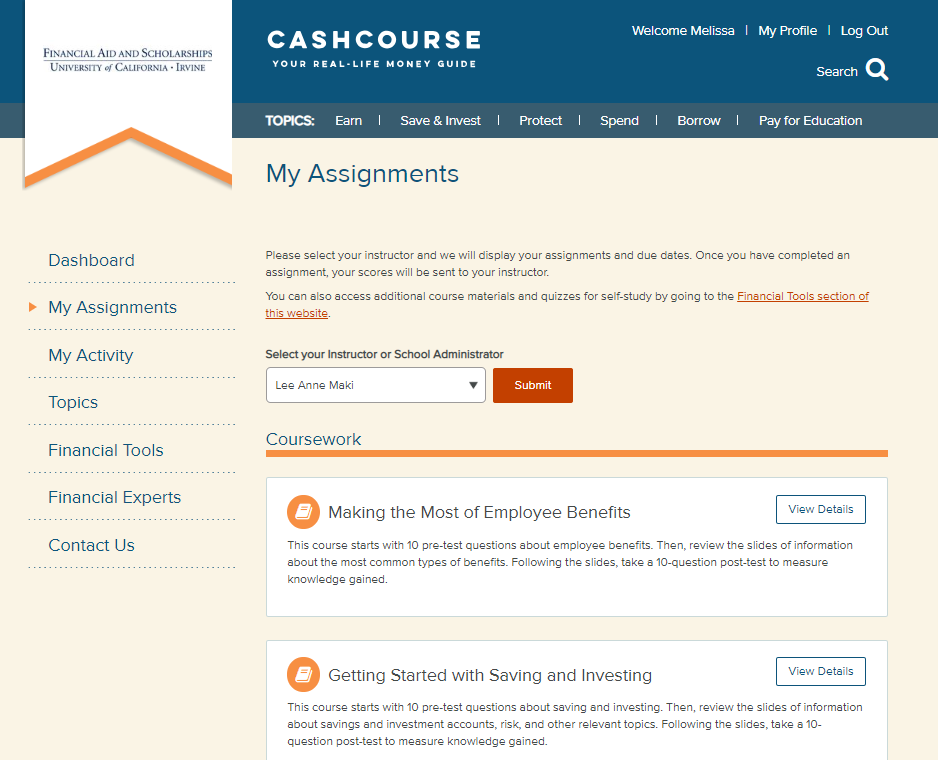 FINANCIAL AID AND SCHOLARSHIPS
UNIVERSITY of CALIFORNIA • IRVINE
CASHCOURSE
YOUR REAL-LIFE MONEY GUIDE
Welcome Melissa | My Profile | Log Out
Search
TOPICS: Earn | Save & Invest | Protect | Spend | Borrow | Pay for Education
My Assignments
Dashboard
My Assignments
My Activity
Topics
Financial Tools
Financial Experts
Contact Us
Please select your instructor and we will display your assignments and due dates. Once you have completed an
assignment, your scores will be sent to your instructor.
You can also access additional course materials and quizzes for self-study by going to the Financial Tools section of
this website.
Select your Instructor or School Administrator
Lee Anne Maki
Submit
Coursework
Making the Most of Employee Benefits
View Details
This course starts with 10 pre-test questions about employee benefits. Then, review the slides of information
about the most common types of benefits. Following the slides, take a 10-question post-test to measure
knowledge gained.
Getting Started with Saving and Investing
View Details
This course starts with 10 pre-test questions about saving and investing. Then, review the slides of information
about savings and investment accounts, risk, and other relevant topics. Following the slides, take a 10-
question post-test to measure knowledge gained.